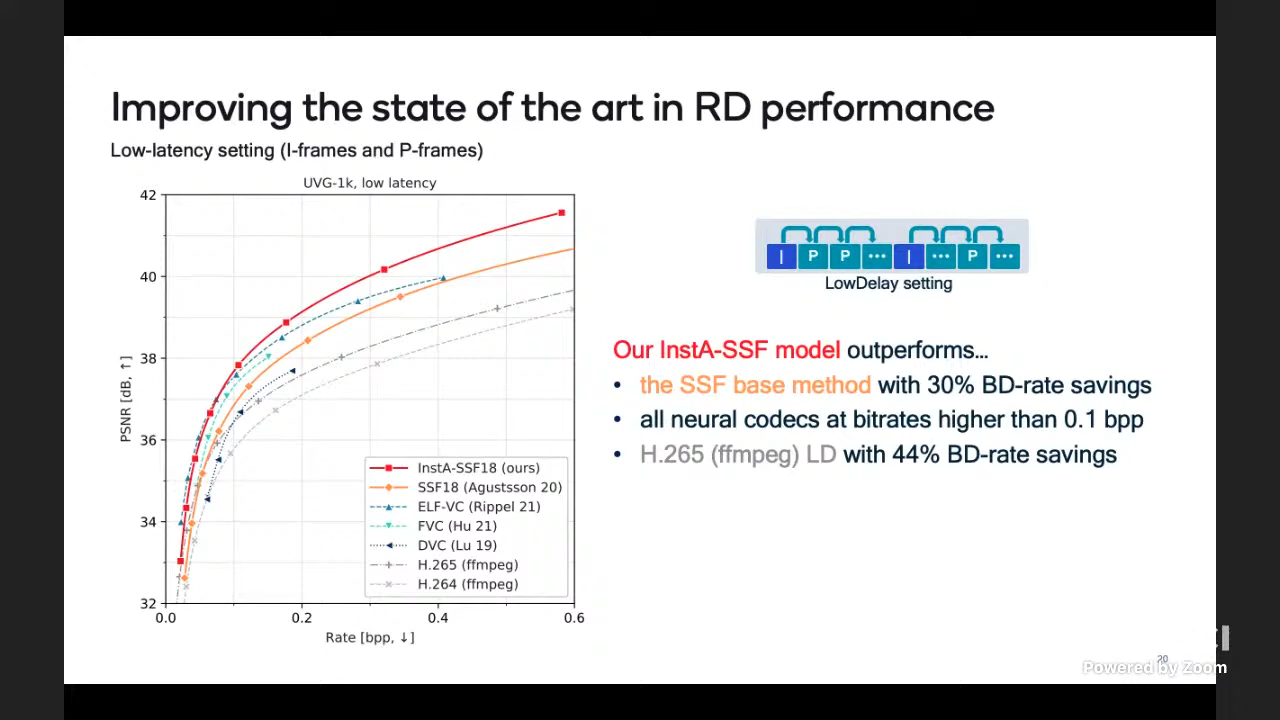 Improving the state of the art in RD performance
Low-latency setting (I-frames and P-frames)
UVG-1k, low latency
42
40
38
36
34
32
PSNR [dB, ↑]
0.0
0.2
0.4
0.6
Rate [bpp, ↓]
InstA-SSF18 (ours)
SSF18 (Agustsson 20)
ELF-VC (Rippel 21)
FVC (Hu 21)
DVC (Lu 19)
H.265 (ffmpeg)
H.264 (ffmpeg)
I P P ... I ... P ...
LowDelay setting
Our InstA-SSF model outperforms...
• the SSF base method with 30% BD-rate savings
• all neural codecs at bitrates higher than 0.1 bpp
• H.265 (ffmpeg) LD with 44% BD-rate savings
20
Powered by Zoom